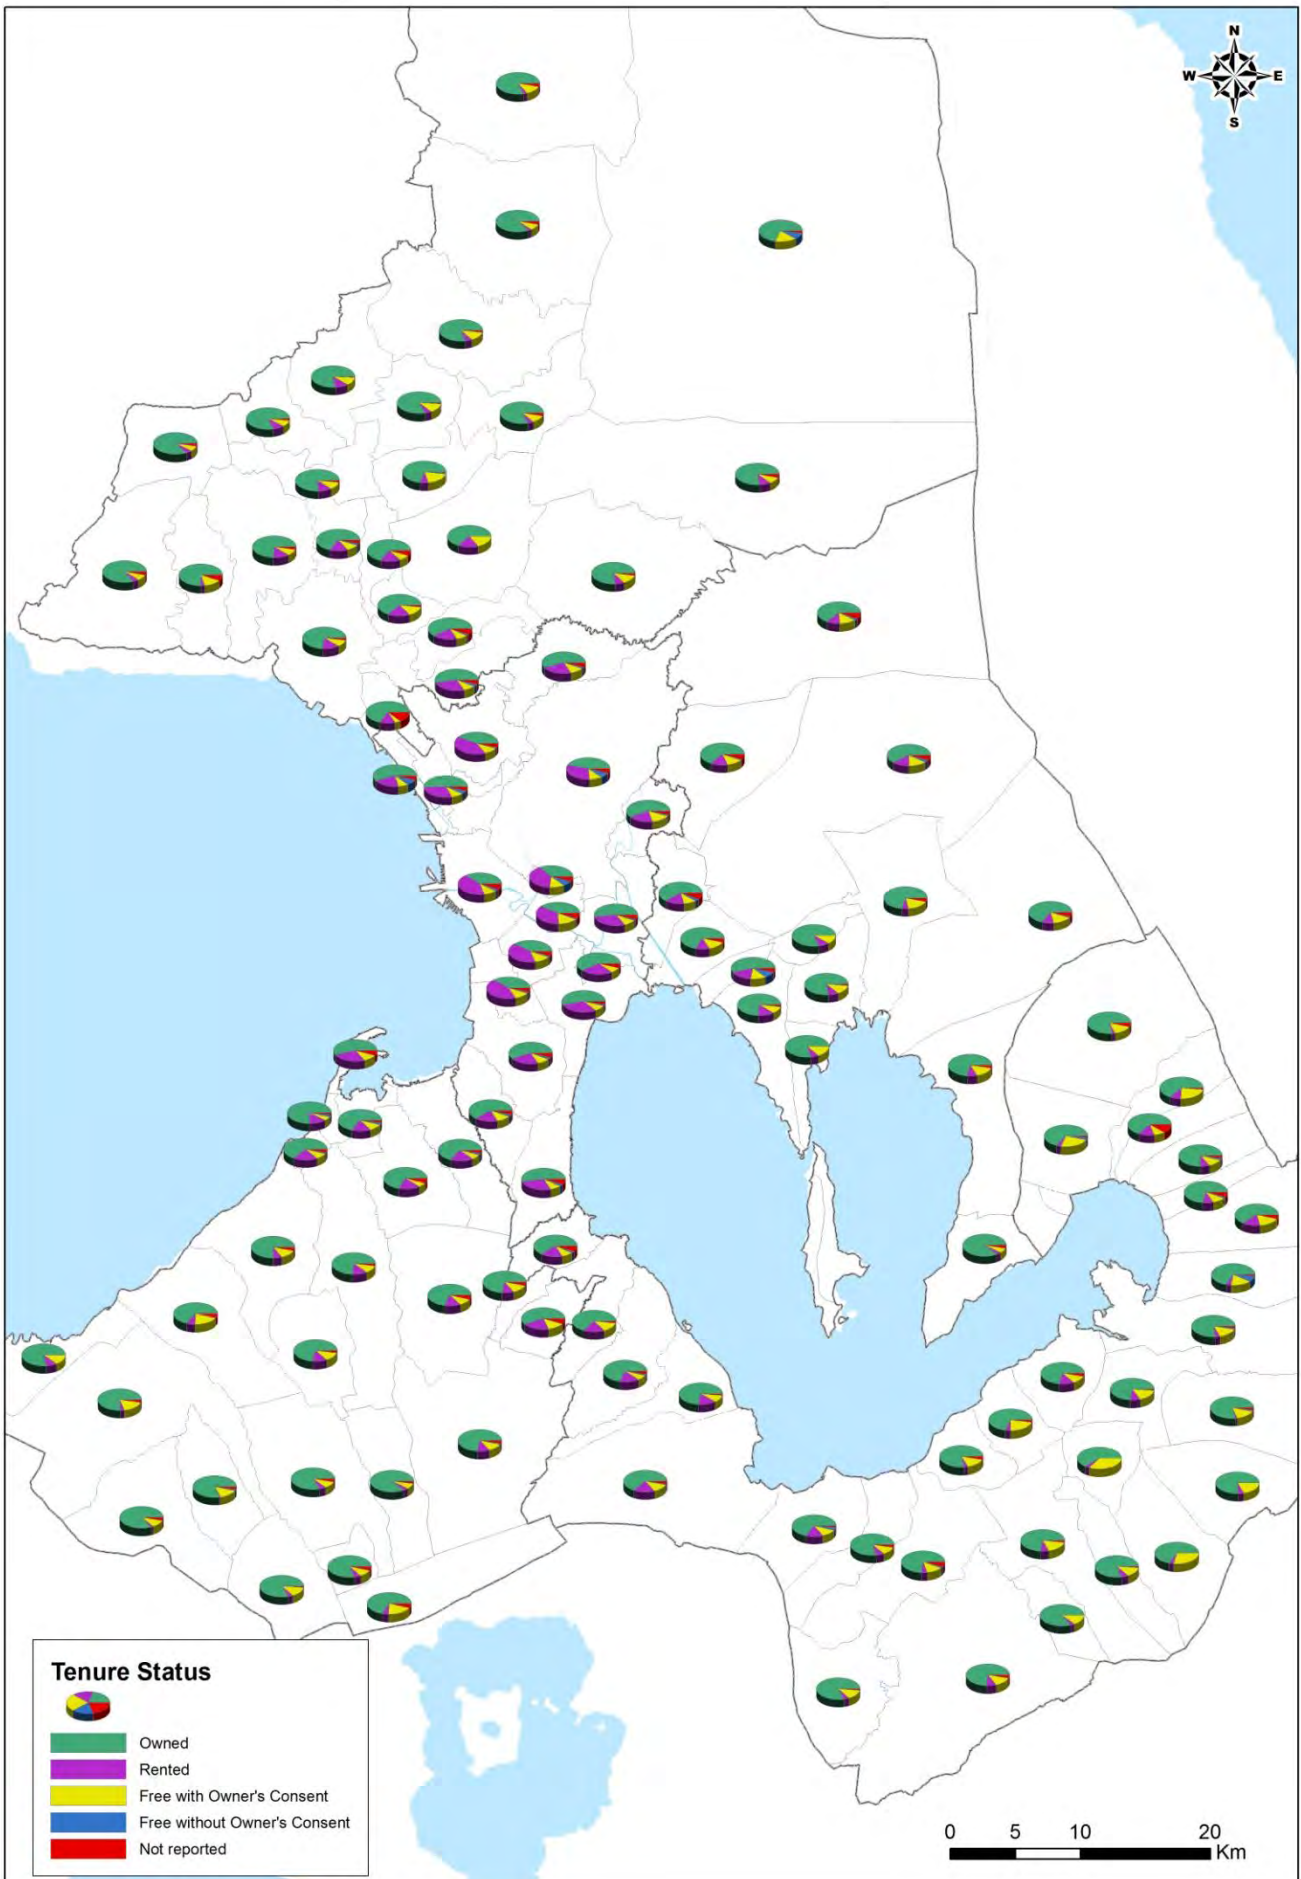 N
W E
S
Tenure Status
Owned
Rented
Free with Owner's Consent
Free without Owner's Consent
Not reported
0 5 10 20
Km